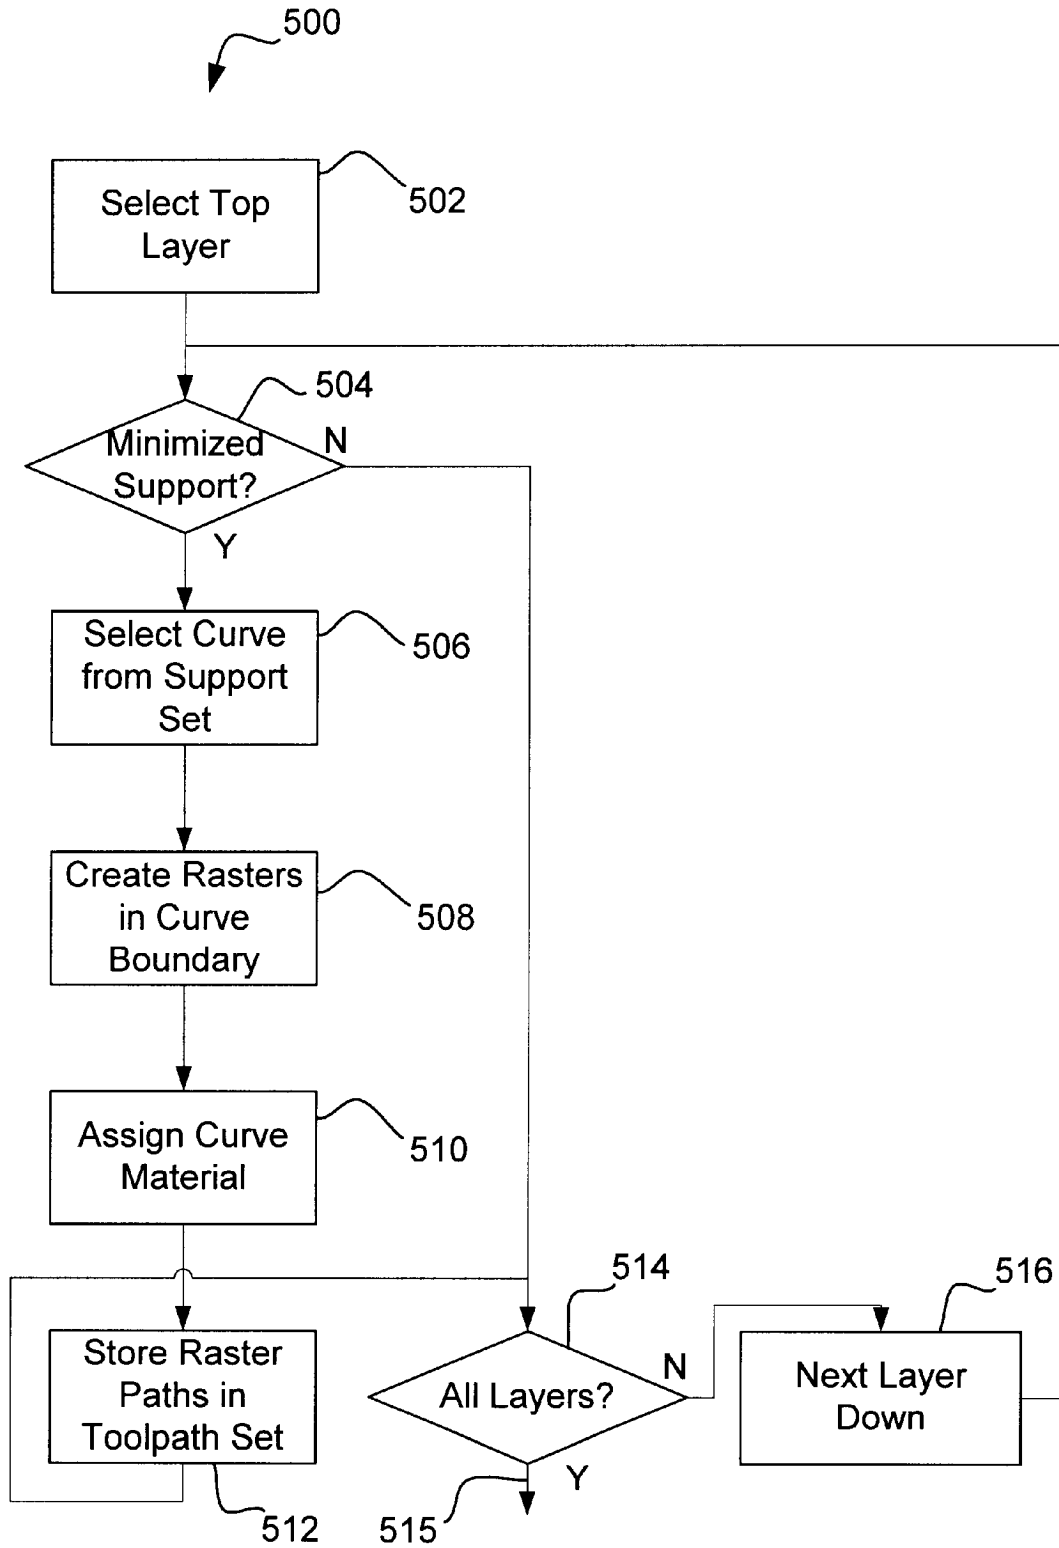 500
Select Top
Layer
502
504
Minimized
Support?
N
Y
Select Curve
from Support
Set
506
Create Rasters
in Curve
Boundary
508
Assign Curve
Material
510
Store Raster
Paths in
Toolpath Set
512
514
All Layers?
N
Y
515
516
Next Layer
Down